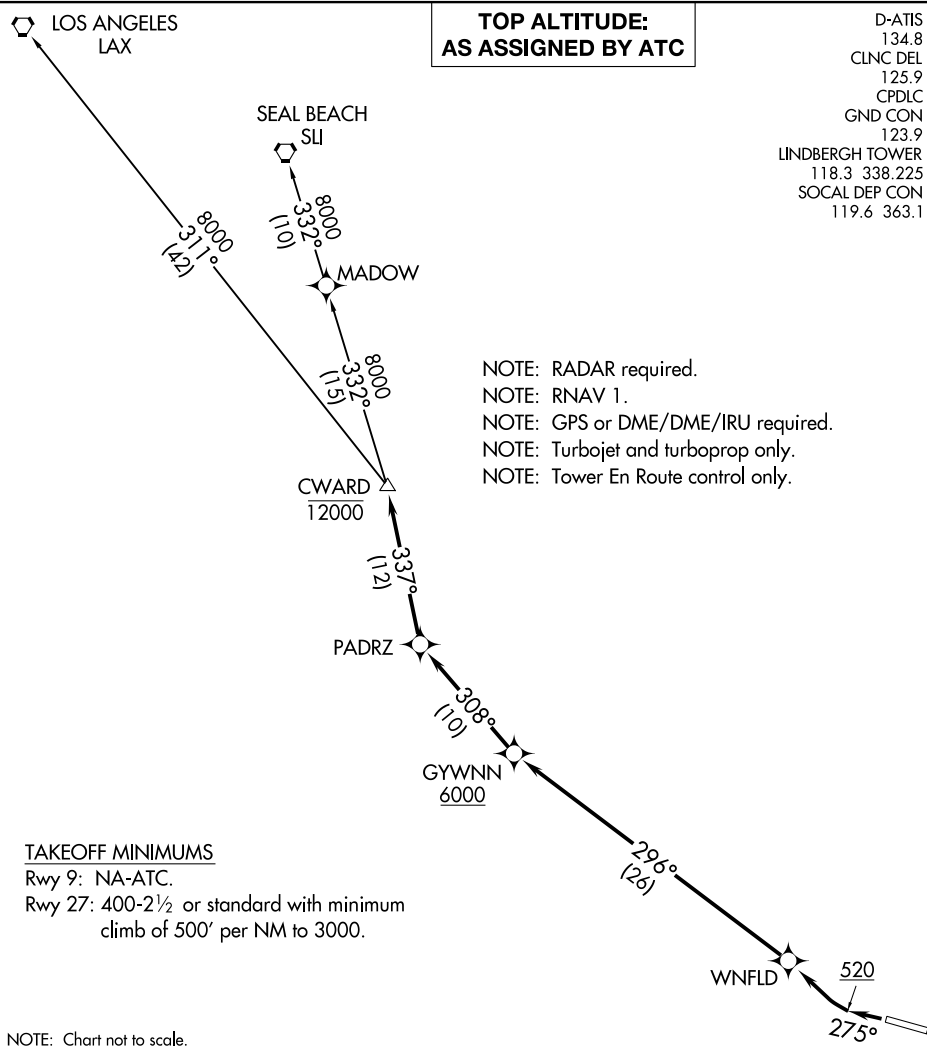 LOS ANGELES
LAX
TOP ALTITUDE:
AS ASSIGNED BY ATC
D-ATIS
134.8
CLNC DEL
125.9
CPDLC
GND CON
123.9
LINDBERGH TOWER
118.3 338.225
SOCAL DEP CON
119.6 363.1
SEAL BEACH
SLI
8000
332°
(10)
8000
311°
(42)
MADOW
8000
332°
(15)
NOTE: RADAR required.
NOTE: RNAV 1.
NOTE: GPS or DME/DME/IRU required.
NOTE: Turbojet and turboprop only.
NOTE: Tower En Route control only.
CWARD
12000
337°
(12)
PADRZ
308°
(10)
GYWNN
6000
296°
(26)
TAKEOFF MINIMUMS
Rwy 9: NA-ATC.
Rwy 27: 400-2½ or standard with minimum
climb of 500' per NM to 3000.
WNFLD
520
275°
NOTE: Chart not to scale.